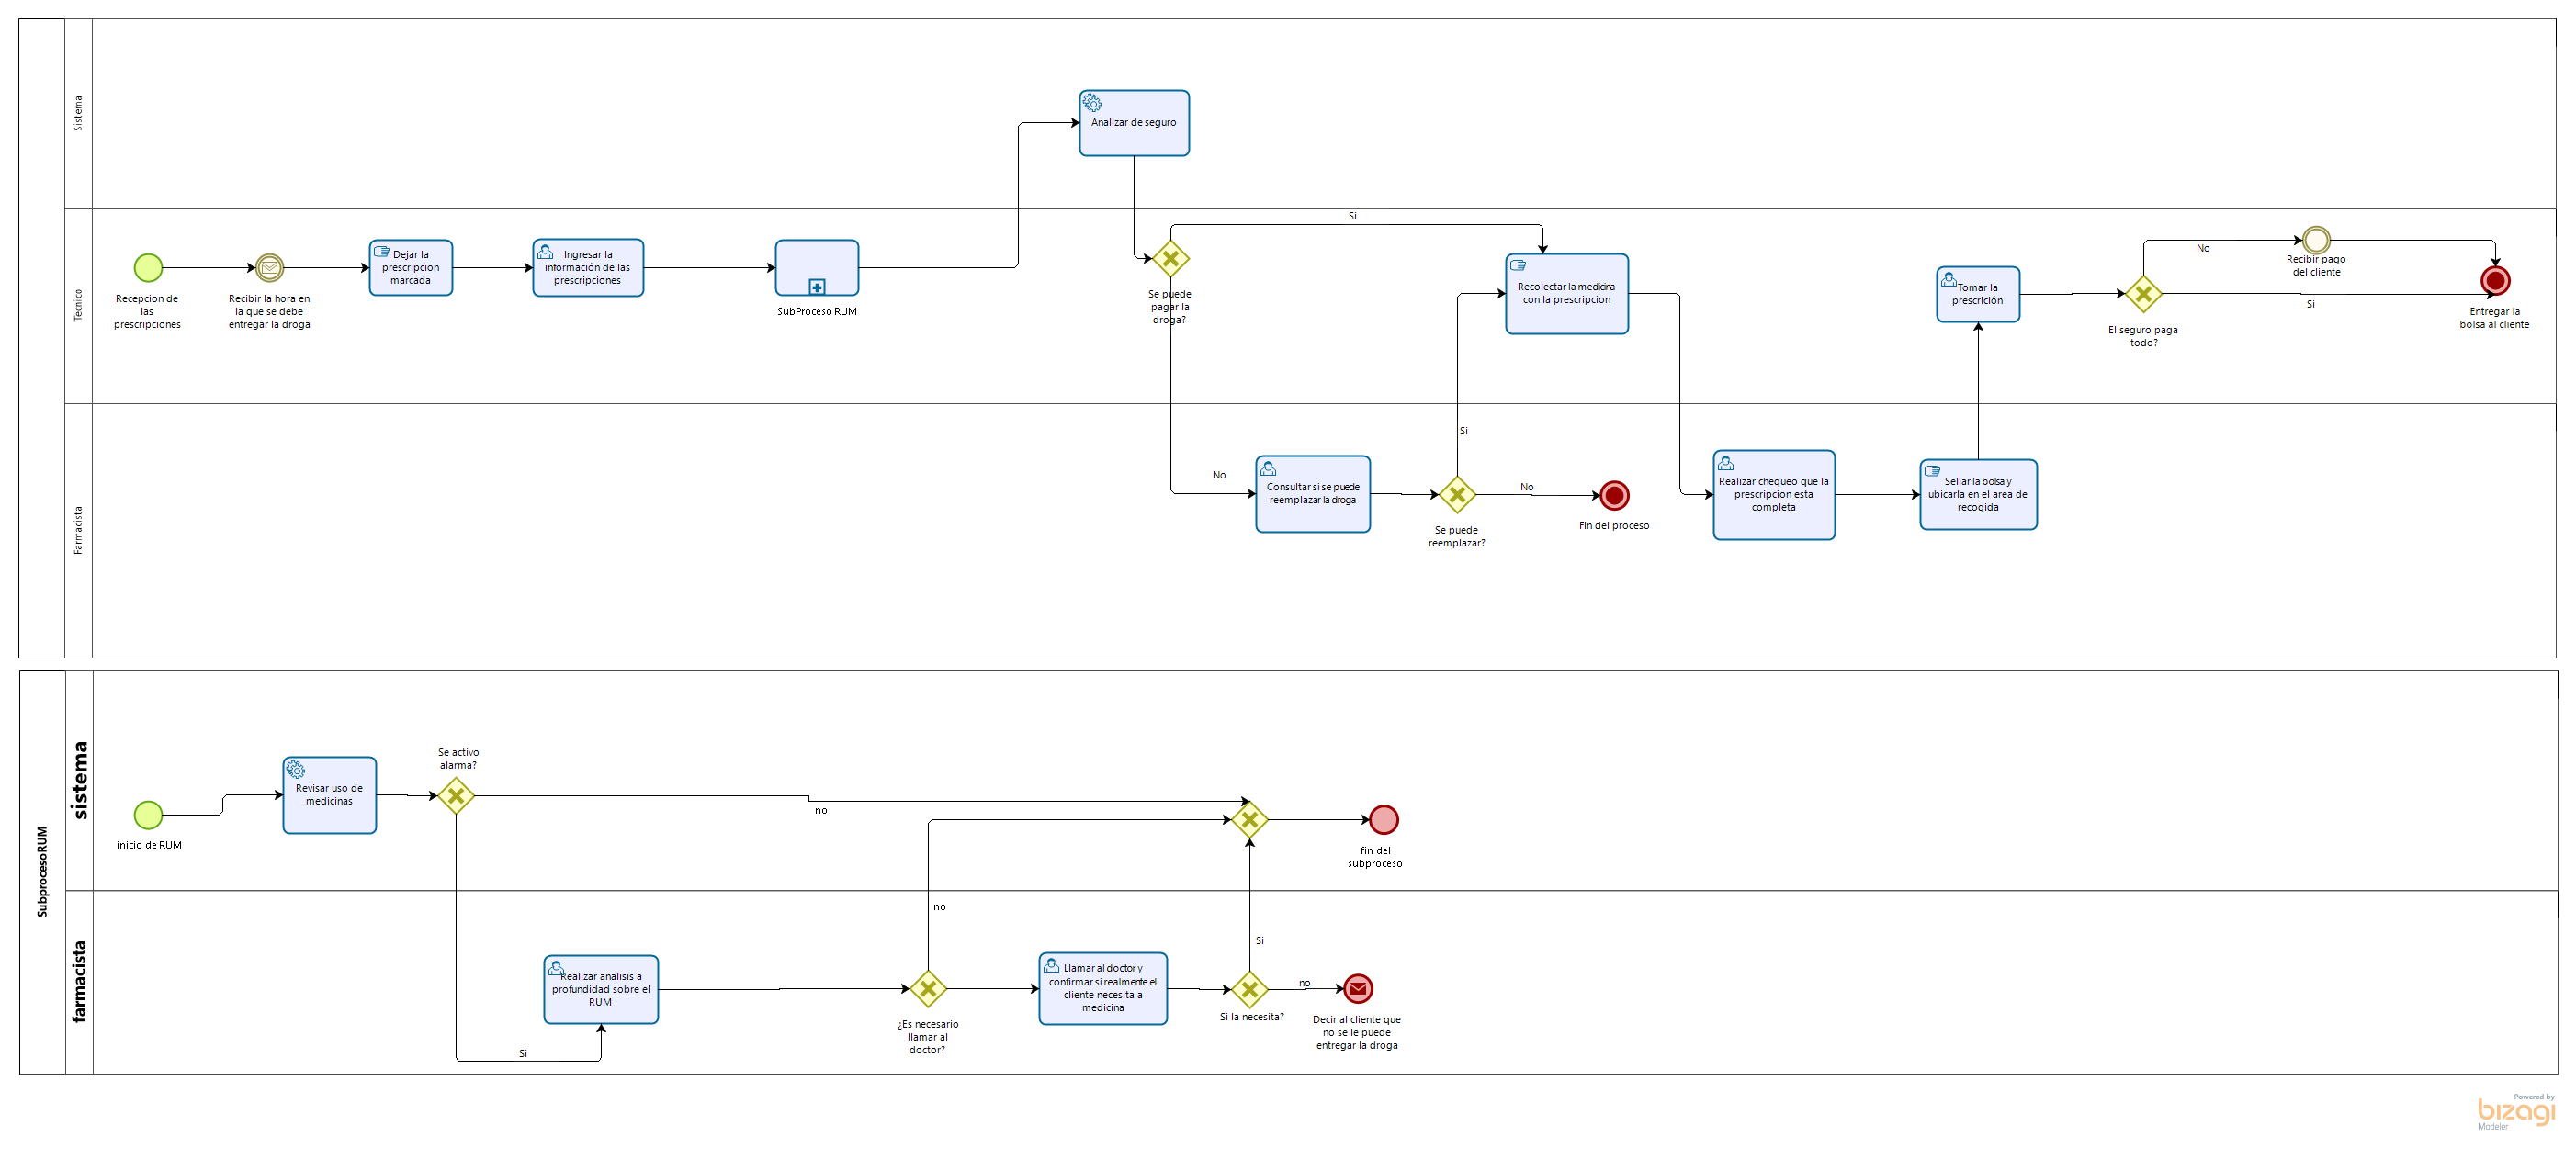 Sistema
Analizar de seguro
Tecnico
Recepcion de
las
prescripciones
Recibir la hora en
la que se debe
entregar la droga
Dejar la
prescripcion
marcada
Ingresar la
información de las
prescripciones
SubProceso RUM
Se puede
pagar la
droga?
Si
No
Recolectar la medicina
con la prescripcion
Tomar la
prescrición
El seguro paga
todo?
No
Si
Recibir pago
del cliente
Entregar la
bolsa al cliente
Farmacista
Consultar si se puede
reemplazar la droga
Se puede
reemplazar?
Si
No
Fin del proceso
Realizar chequeo que la
prescripcion esta
completa
Sellar la bolsa y
ubicarla en el area de
recogida
SubprocesoRUM
sistema
inicio de RUM
Revisar uso de
medicinas
Se activo
alarma?
no
Si
fin del
subproceso
farmacista
Realizar analisis a
profundidad sobre el
RUM
¿Es necesario
llamar al
doctor?
no
Llamar al doctor y
confirmar si realmente el
cliente necesita a
medicina
Si la necesita?
Si
no
Decir al cliente que
no se le puede
entregar la droga
Powered by
bizagi
Modeler